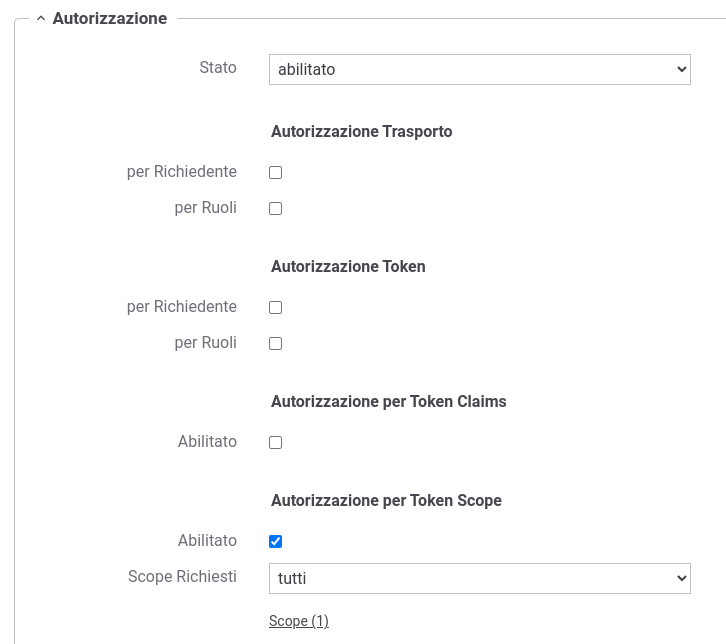 Autorizzazione
Stato abilitato
Autorizzazione Trasporto
per Richiedente
per Ruoli
Autorizzazione Token
per Richiedente
per Ruoli
Autorizzazione per Token Claims
Abilitato
Autorizzazione per Token Scope
Abilitato
Scope Richiesti tutti
Scope (1)